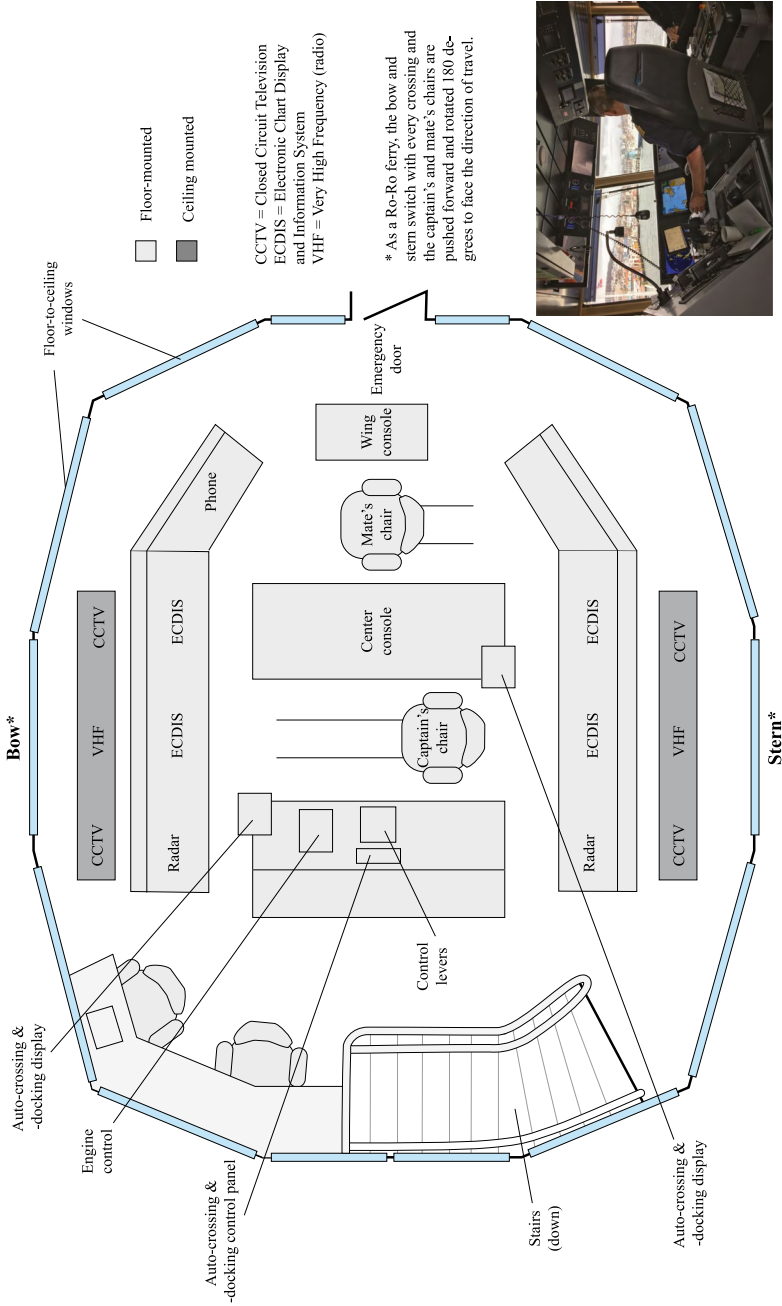 Floor-mounted
Ceiling mounted
CCTV = Closed Circuit Television
ECDIS = Electronic Chart Display
and Information System
VHF = Very High Frequency (radio)
* As a Ro-Ro ferry, the bow and
stern switch with every crossing and
the captain's and mate's chairs are
pushed forward and rotated 180 de-
grees to face the direction of travel.
Floor-to-ceiling
windows
Bow*
CCTV
VHF
CCTV
Radar
ECDIS
ECDIS
Phone
Auto-crossing &
-docking display
Engine
control
Auto-crossing &
-docking control panel
Control
levers
Captain's
chair
Center
console
Mate's
chair
Wing
console
Emergency
door
Stairs
(down)
Auto-crossing &
-docking display
Radar
ECDIS
ECDIS
CCTV
VHF
CCTV
Stern*